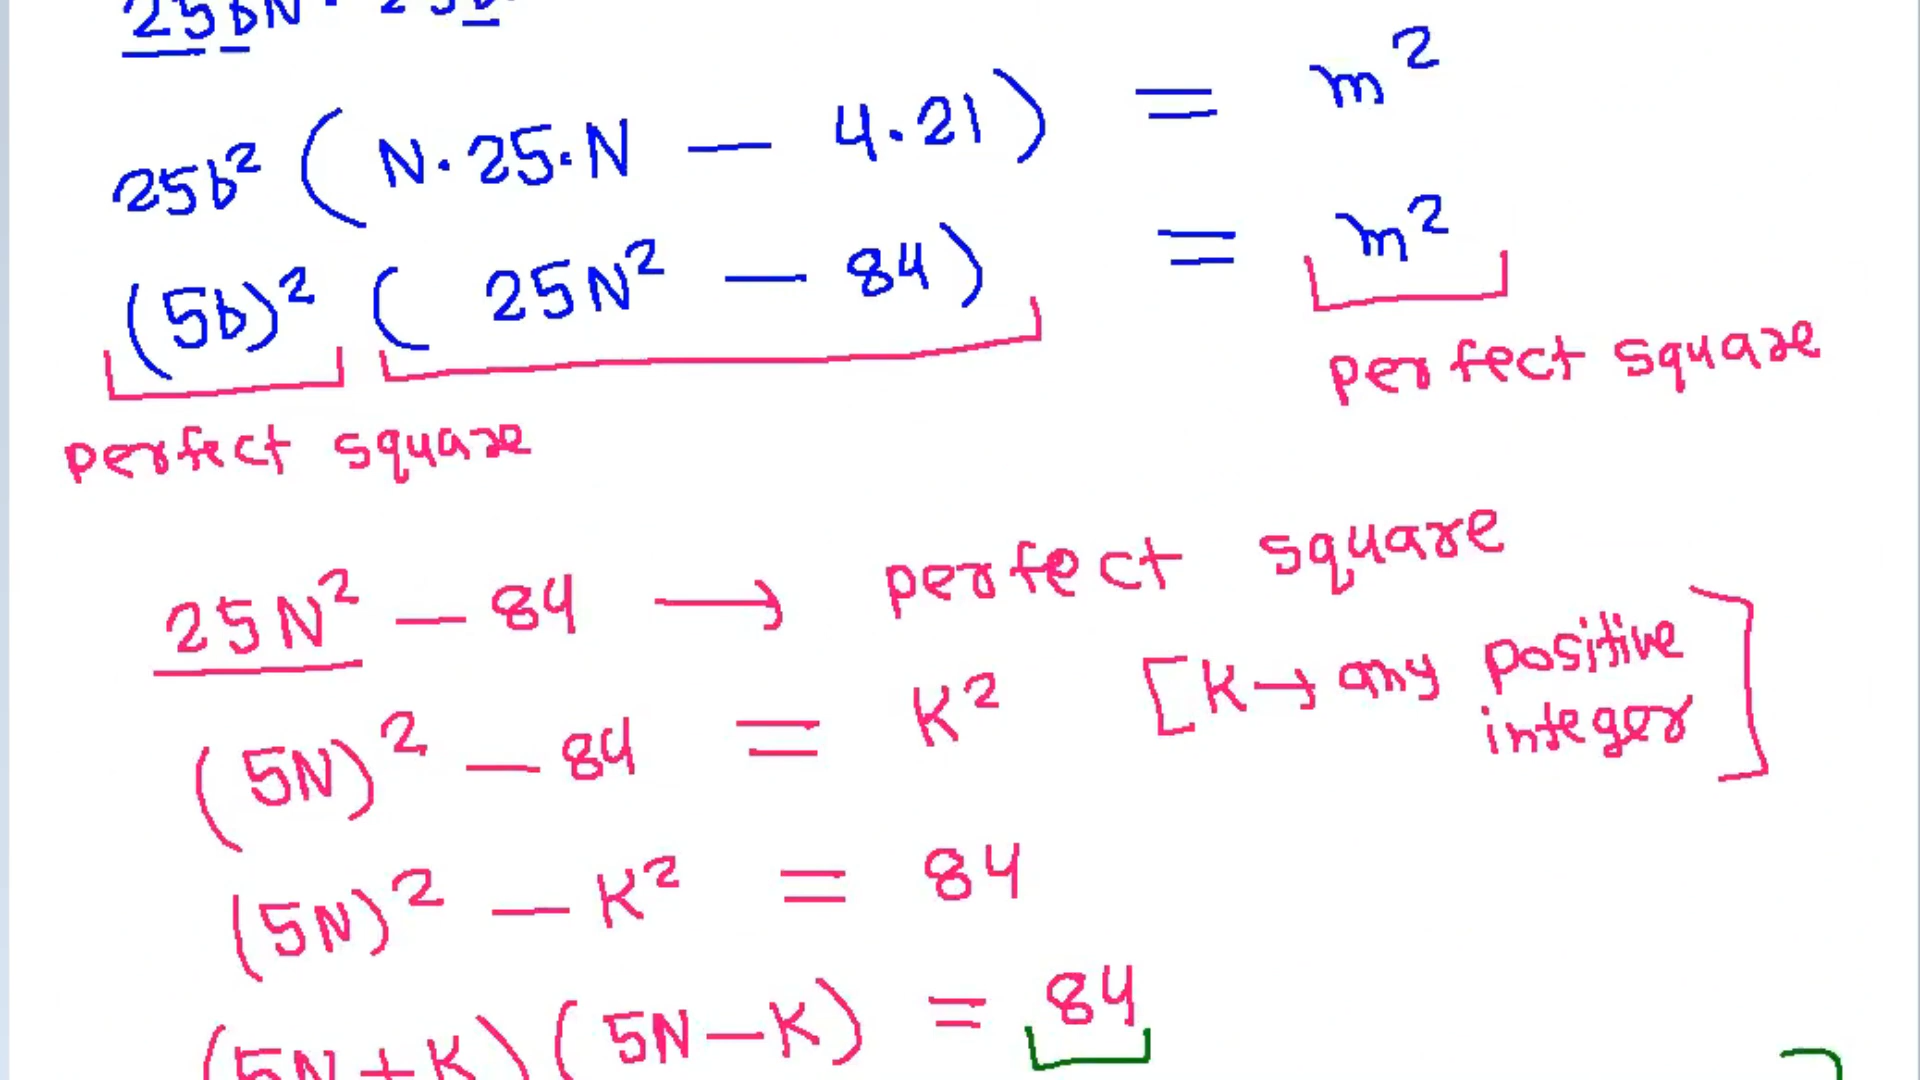 25b² (N·25·N − 4·21) = m²
(5b)² (25N² − 84) = m²
perfect square
perfect square
25N² − 84 → perfect square
(5N)² − 84 = K² [K → any positive integer]
(5N)² − K² = 84
(5N+K) (5N−K) = 84